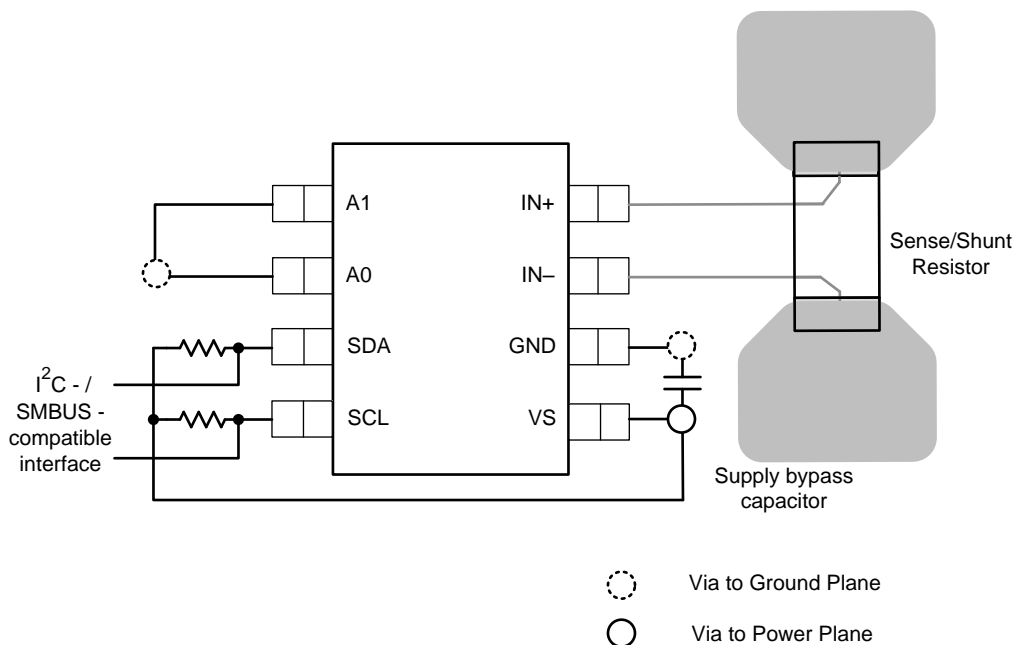 A1
A0
SDA
SCL
IN+
IN–
GND
VS
I2C - /
SMBUS -
compatible
interface
Sense/Shunt
Resistor
Supply bypass
capacitor
Via to Ground Plane
Via to Power Plane